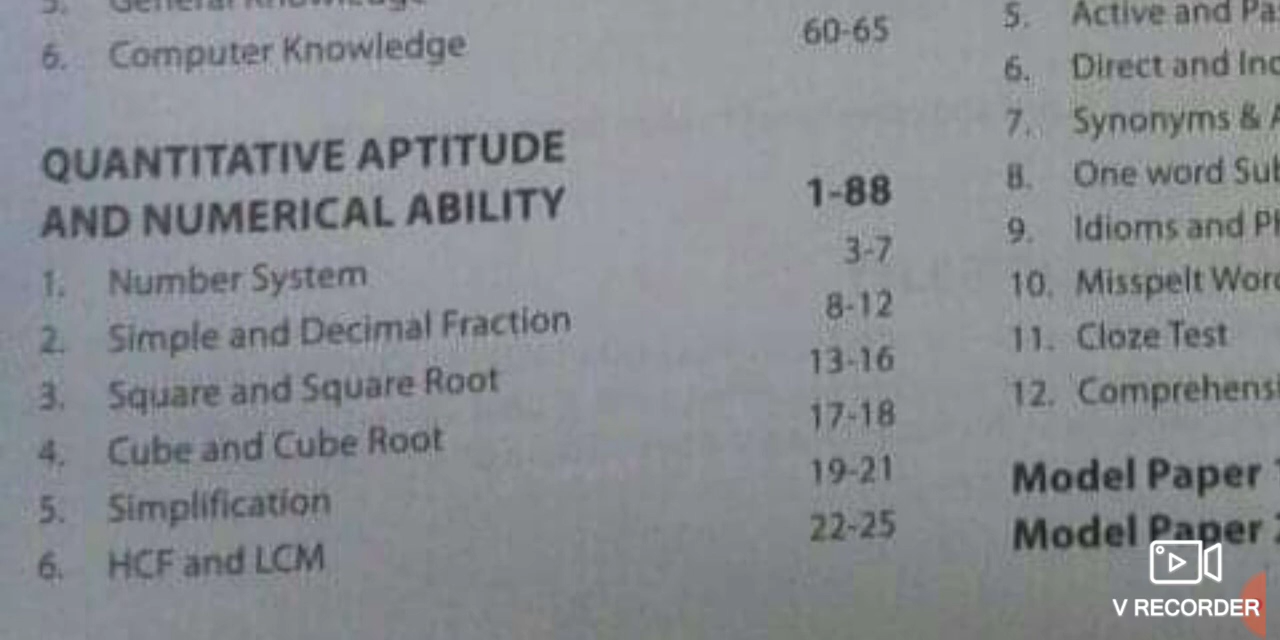 6. Computer Knowledge 60-65
QUANTITATIVE APTITUDE
AND NUMERICAL ABILITY 1-88
1. Number System 3-7
2. Simple and Decimal Fraction 8-12
3. Square and Square Root 13-16
4. Cube and Cube Root 17-18
5. Simplification 19-21
6. HCF and LCM 22-25
5. Active and
6. Direct and
7. Synonyms &
8. One word
9. Idioms and
10. Misspelt
11. Cloze Test
12.
Model Paper
Model Paper
V RECORDER